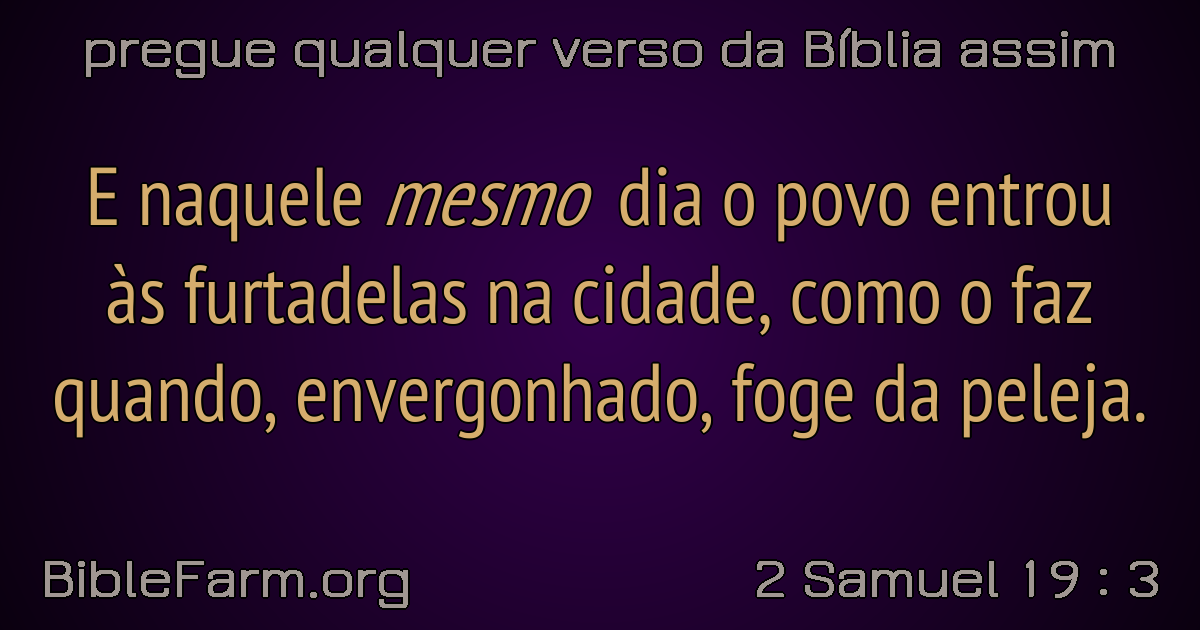 pregue qualquer verso da Bíblia assim
E naquele mesmo dia o povo entrou
às furtadelas na cidade, como o faz
quando, envergonhado, foge da peleja.
BibleFarm.org
2 Samuel 19 : 3